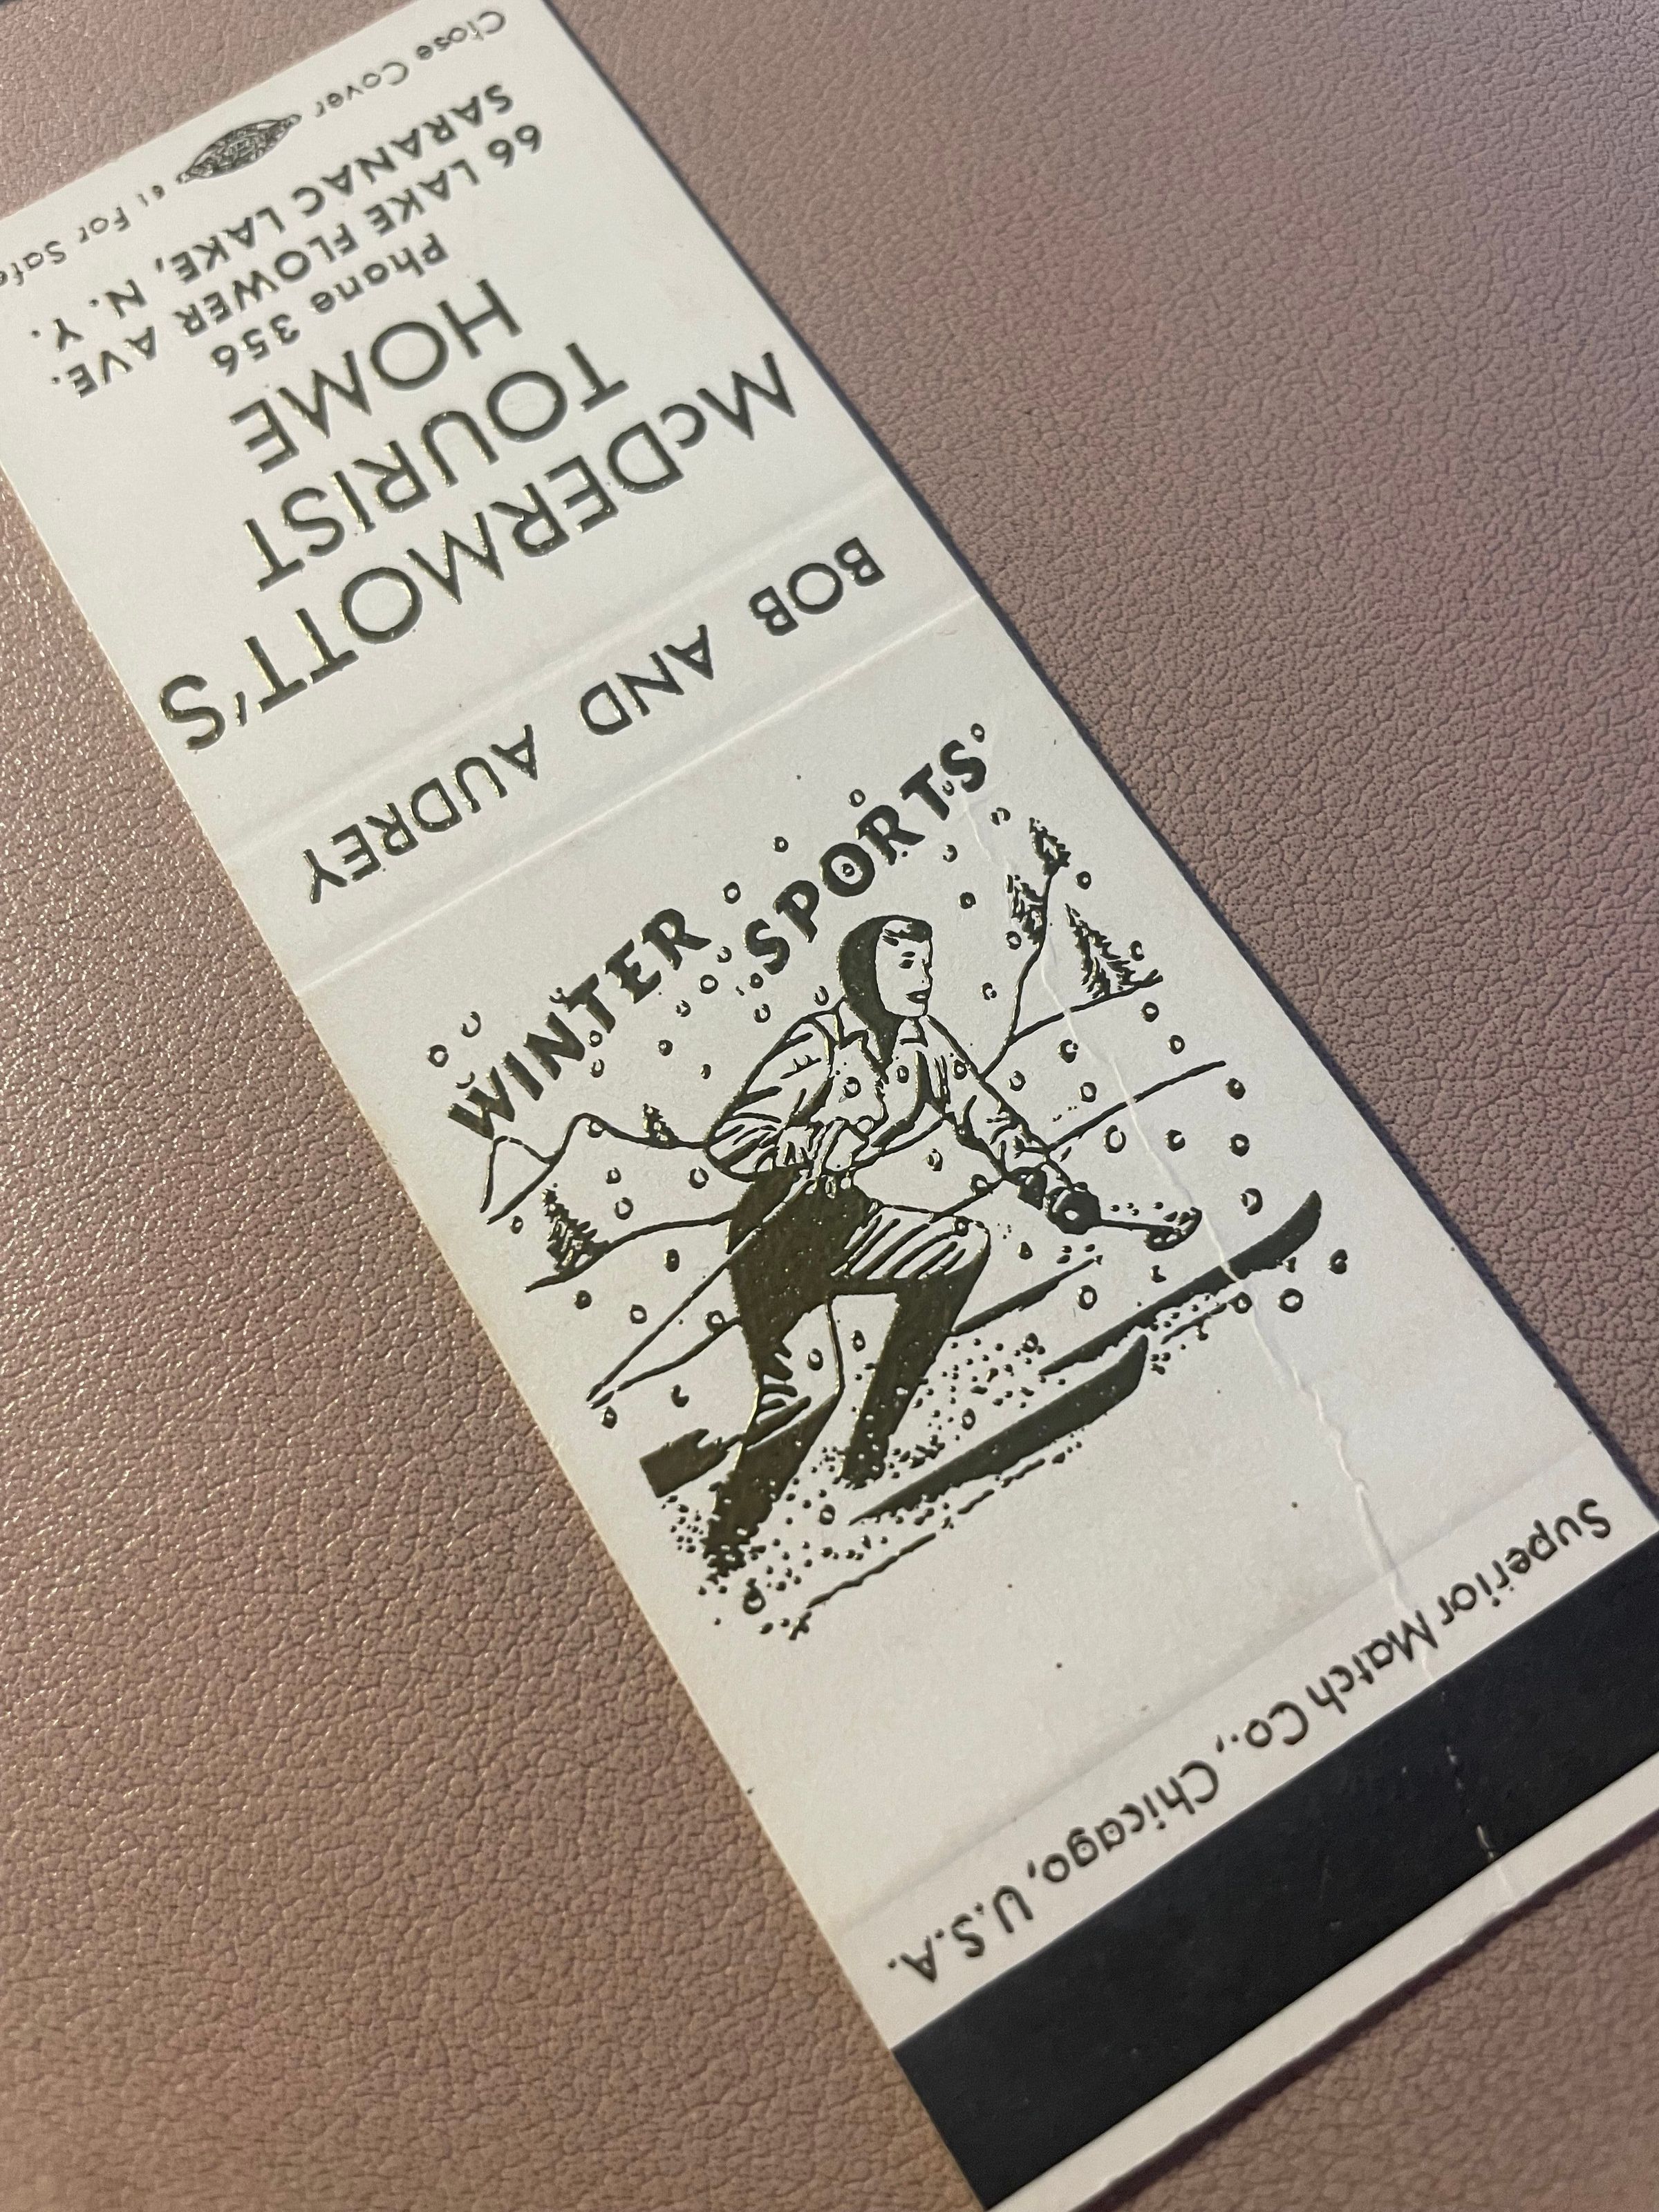 Close Cover For Safe
SARANAC LAKE, N. Y.
66 LAKE FLOWER AVE.
Phone 356
HOME
TOURIST
McDERMOTT'S
BOB AND AUDREY
WINTER SPORTS
Superior Match Co., Chicago, U.S.A.